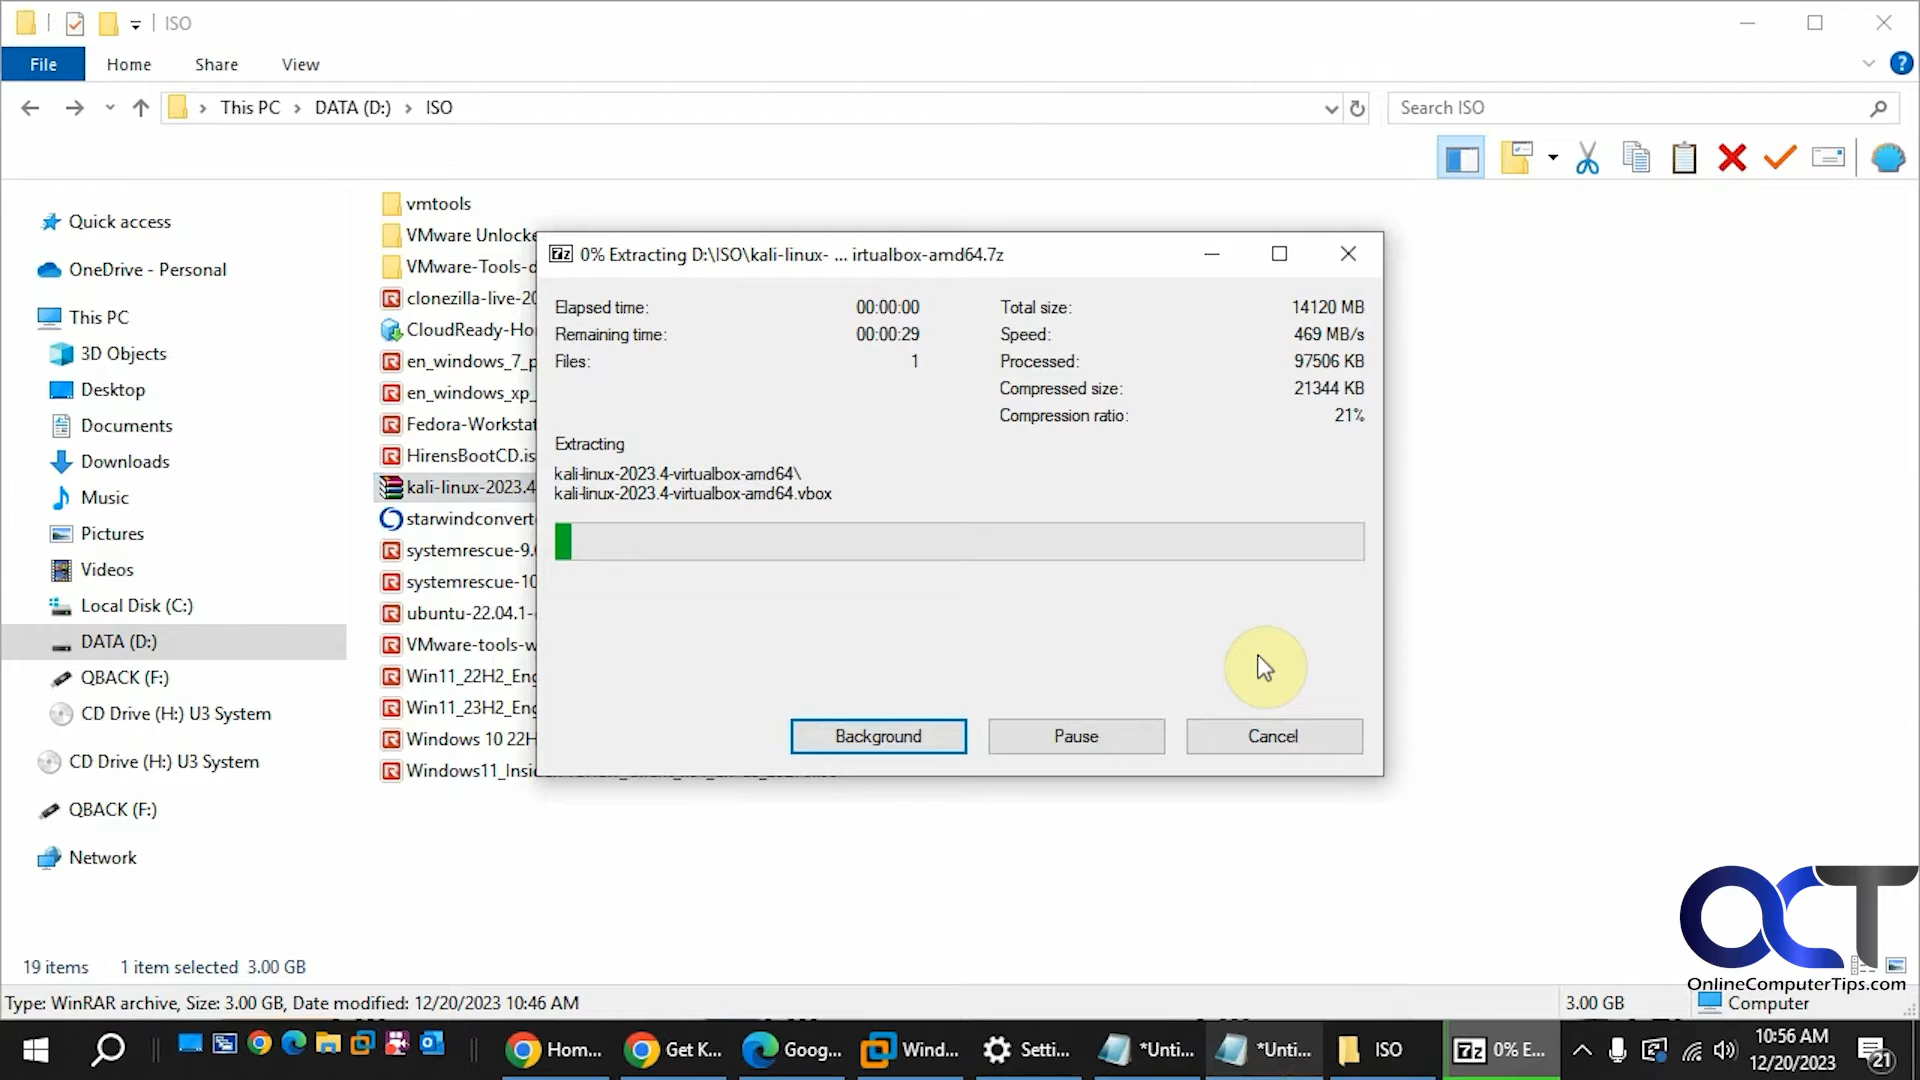 ISO
File Home Share View
This PC DATA (D:) ISO
Search ISO
Quick access
OneDrive - Personal
This PC
3D Objects
Desktop
Documents
Downloads
Music
Pictures
Videos
Local Disk (C:)
DATA (D:)
QBACK (F:)
CD Drive (H:) U3 System
CD Drive (H:) U3 System
QBACK (F:)
Network
vmtools
VMware Unlocke
VMware-Tools-d
clonezilla-live-20
CloudReady-Ho
en_windows_7_p
en_windows_xp_
Fedora-Workstat
HirensBootCD.is
kali-linux-2023.4
starwindconverte
systemrescue-9.0
systemrescue-10
ubuntu-22.04.1-
VMware-tools-w
Win11_22H2_Eng
Win11_23H2_Eng
Windows 10 22H
Windows11_Insid
7z 0% Extracting D:\ISO\kali-linux- ... irtualbox-amd64.7z
Elapsed time: 00:00:00 Total size: 14120 MB
Remaining time: 00:00:29 Speed: 469 MB/s
Files: 1 Processed: 97506 KB
Compressed size: 21344 KB
Compression ratio: 21%
Extracting
kali-linux-2023.4-virtualbox-amd64\
kali-linux-2023.4-virtualbox-amd64.vbox
Background Pause Cancel
OCT
OnlineComputerTips.com
19 items 1 item selected 3.00 GB
Type: WinRAR archive, Size: 3.00 GB, Date modified: 12/20/2023 10:46 AM 3.00 GB Computer
Hom... Get K... Goog... Wind... Setti... *Unti... *Unti... ISO 7z 0% E...
10:56 AM
12/20/2023
21